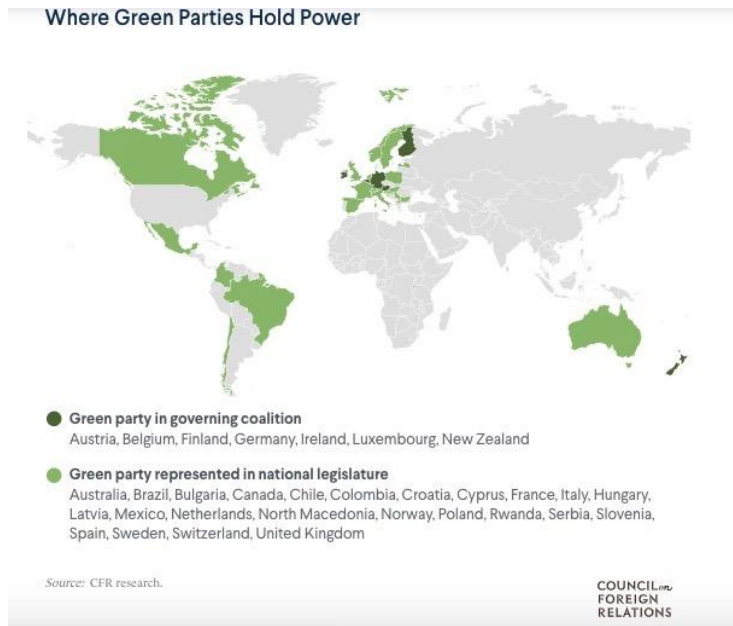 Where Green Parties Hold Power
Green party in governing coalition
Austria, Belgium, Finland, Germany, Ireland, Luxembourg, New Zealand
Green party represented in national legislature
Australia, Brazil, Bulgaria, Canada, Chile, Colombia, Croatia, Cyprus, France, Italy, Hungary,
Latvia, Mexico, Netherlands, North Macedonia, Norway, Poland, Rwanda, Serbia, Slovenia,
Spain, Sweden, Switzerland, United Kingdom
Source: CFR research.
COUNCIL on
FOREIGN
RELATIONS